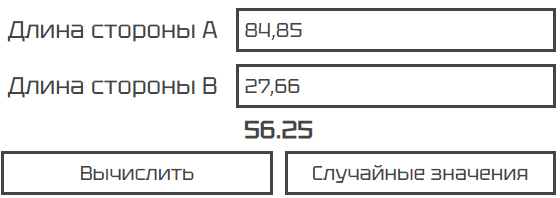 Длина стороны A 84,85
Длина стороны B 27,66
56.25
Вычислить Случайные значения